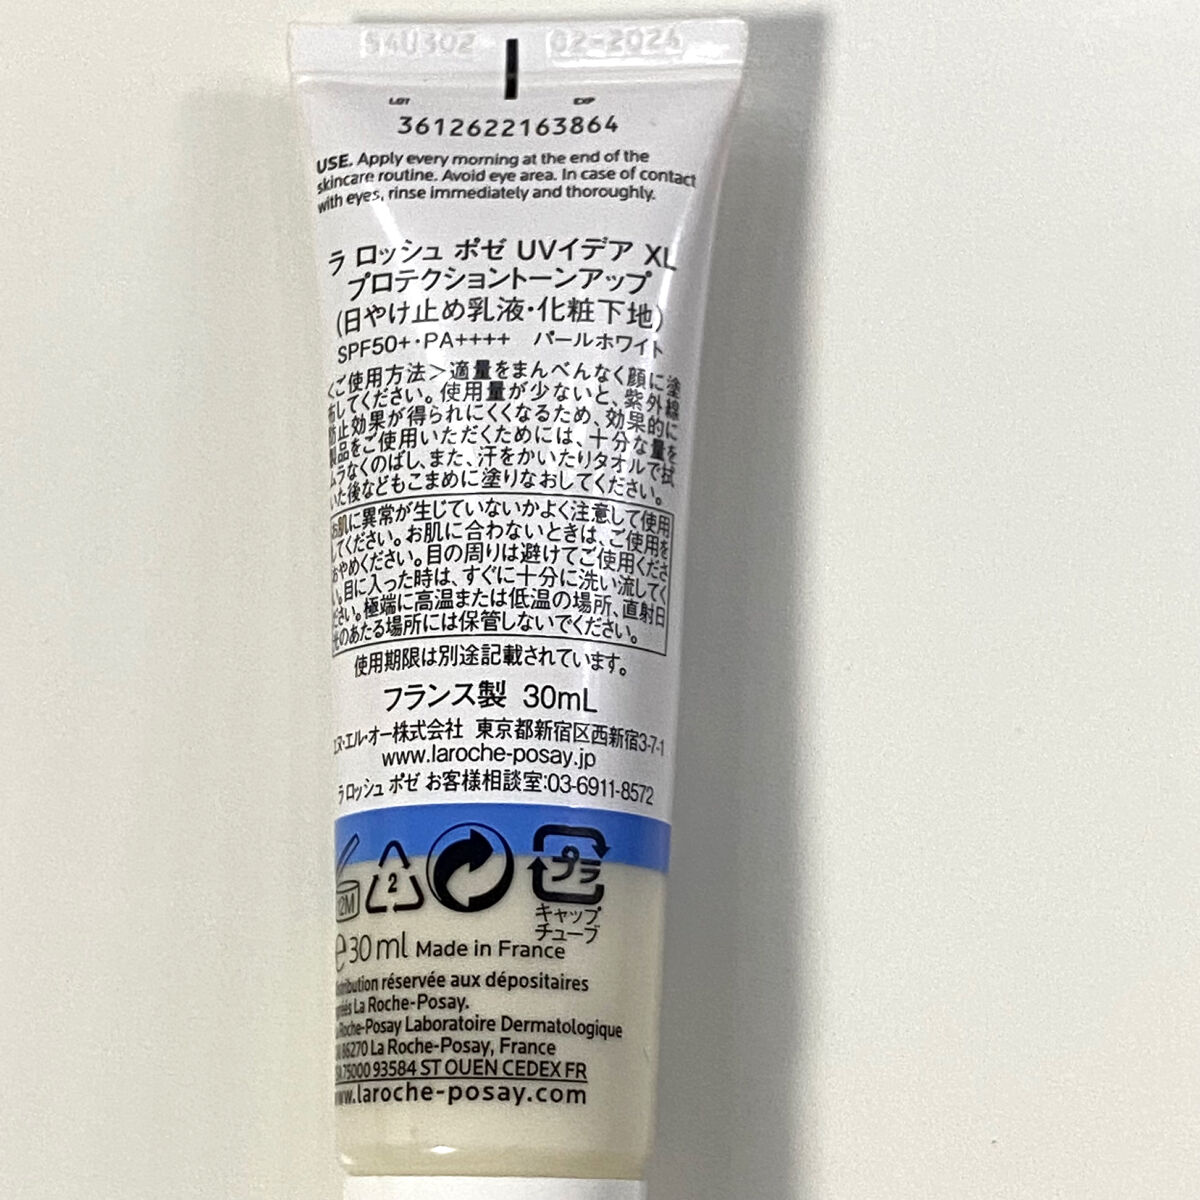 54U302 02-2026
LOT EXP
3612622163864
USE. Apply every morning at the end of the
skincare routine. Avoid eye area. In case of contact
with eyes, rinse immediately and thoroughly.
ラ ロッシュ ポゼ UVイデア XL
プロテクショントーンアップ
(日やけ止め乳液・化粧下地)
SPF50+・PA++++ パールホワイト
<ご使用方法>適量をまんべんなく顔に塗
布してください。使用量が少ないと、紫外線
防止効果が得られにくくなるため、効果的に
製品をご使用いただくためには、十分な量を
ムラなくのばし、また、汗をかいたりタオルで拭
いた後などもこまめに塗りなおしてください。
お肌に異常が生じていないかよく注意して使用
してください。お肌に合わないときは、ご使用を
おやめください。目の周りは避けてご使用くださ
い。目に入った時は、すぐに十分に洗い流してく
ださい。極端に高温または低温の場所、直射日
光のあたる場所には保管しないでください。
使用期限は別途記載されています。
フランス製 30mL
エヌ・エル・オー株式会社 東京都新宿区西新宿3-7-1
www.laroche-posay.jp
ラ ロッシュ ポゼ お客様相談室:03-6911-8572
12M 2 プラ
キャップ
チューブ
e 30 ml Made in France
distribution réservée aux dépositaires
agréés La Roche-Posay.
La Roche-Posay Laboratoire Dermatologique
86270 La Roche-Posay, France
75000 93584 ST OUEN CEDEX FR
www.laroche-posay.com